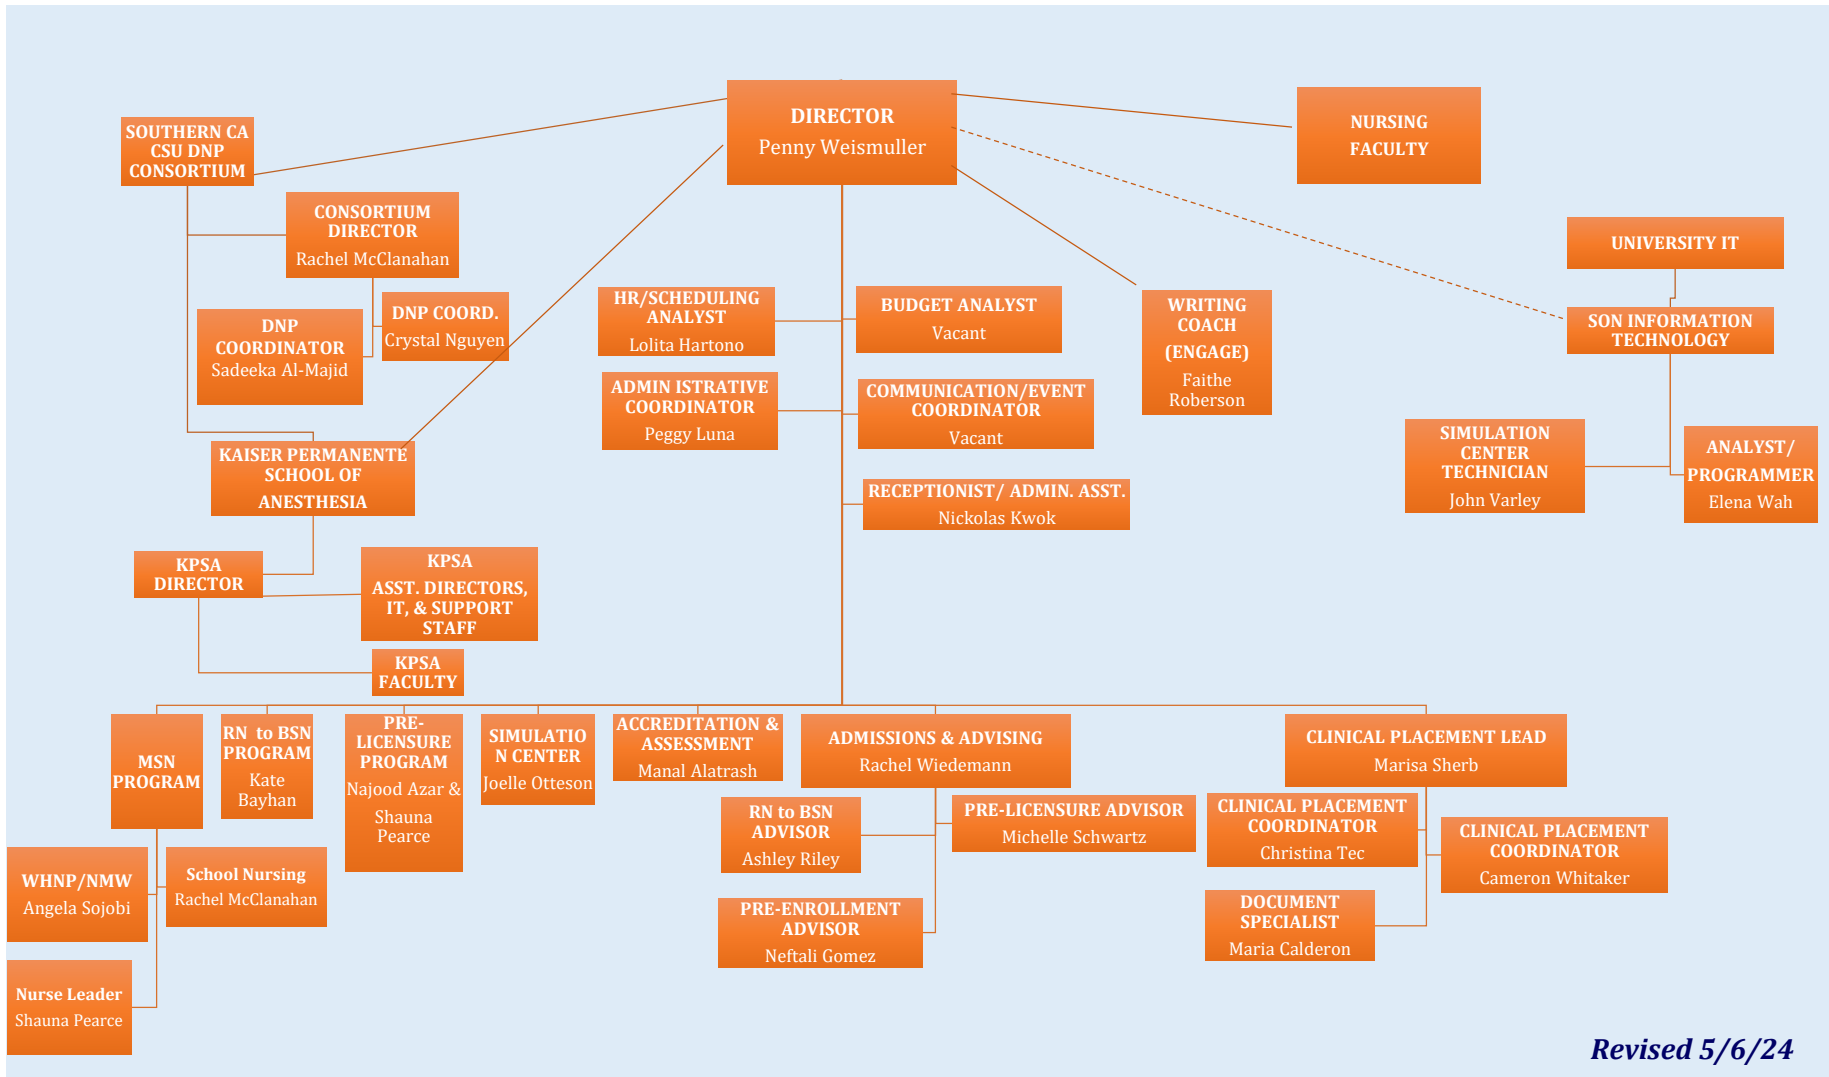 DIRECTOR
Penny Weismuller
NURSING
FACULTY
SOUTHERN CA
CSU DNP
CONSORTIUM
CONSORTIUM
DIRECTOR
Rachel McClanahan
UNIVERSITY IT
DNP
COORDINATOR
Sadeeka Al-Majid
DNP COORD.
Crystal Nguyen
HR/SCHEDULING
ANALYST
Lolita Hartono
BUDGET ANALYST
Vacant
WRITING
COACH
(ENGAGE)
Faithe
Roberson
SON INFORMATION
TECHNOLOGY
ADMIN ISTRATIVE
COORDINATOR
Peggy Luna
COMMUNICATION/EVENT
COORDINATOR
Vacant
SIMULATION
CENTER
TECHNICIAN
John Varley
ANALYST/
PROGRAMMER
Elena Wah
KAISER PERMANENTE
SCHOOL OF
ANESTHESIA
RECEPTIONIST/ ADMIN. ASST.
Nickolas Kwok
KPSA
DIRECTOR
KPSA
ASST. DIRECTORS,
IT, & SUPPORT
STAFF
KPSA
FACULTY
MSN
PROGRAM
RN to BSN
PROGRAM
Kate
Bayhan
PRE-
LICENSURE
PROGRAM
Najood Azar &
Shauna
Pearce
SIMULATIO
N CENTER
Joelle Otteson
ACCREDITATION &
ASSESSMENT
Manal Alatrash
ADMISSIONS & ADVISING
Rachel Wiedemann
CLINICAL PLACEMENT LEAD
Marisa Sherb
RN to BSN
ADVISOR
Ashley Riley
PRE-LICENSURE ADVISOR
Michelle Schwartz
CLINICAL PLACEMENT
COORDINATOR
Christina Tec
CLINICAL PLACEMENT
COORDINATOR
Cameron Whitaker
WHNP/NMW
Angela Sojobi
School Nursing
Rachel McClanahan
PRE-ENROLLMENT
ADVISOR
Neftali Gomez
DOCUMENT
SPECIALIST
Maria Calderon
Nurse Leader
Shauna Pearce
Revised 5/6/24